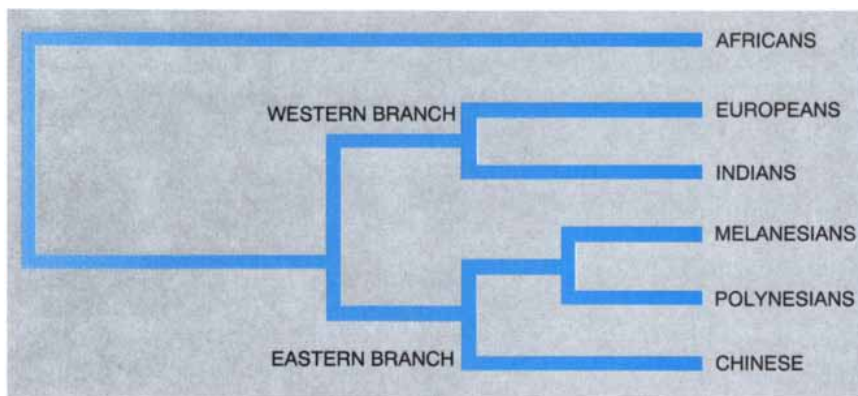 AFRICANS
WESTERN BRANCH
EUROPEANS
INDIANS
MELANESIANS
POLYNESIANS
EASTERN BRANCH
CHINESE